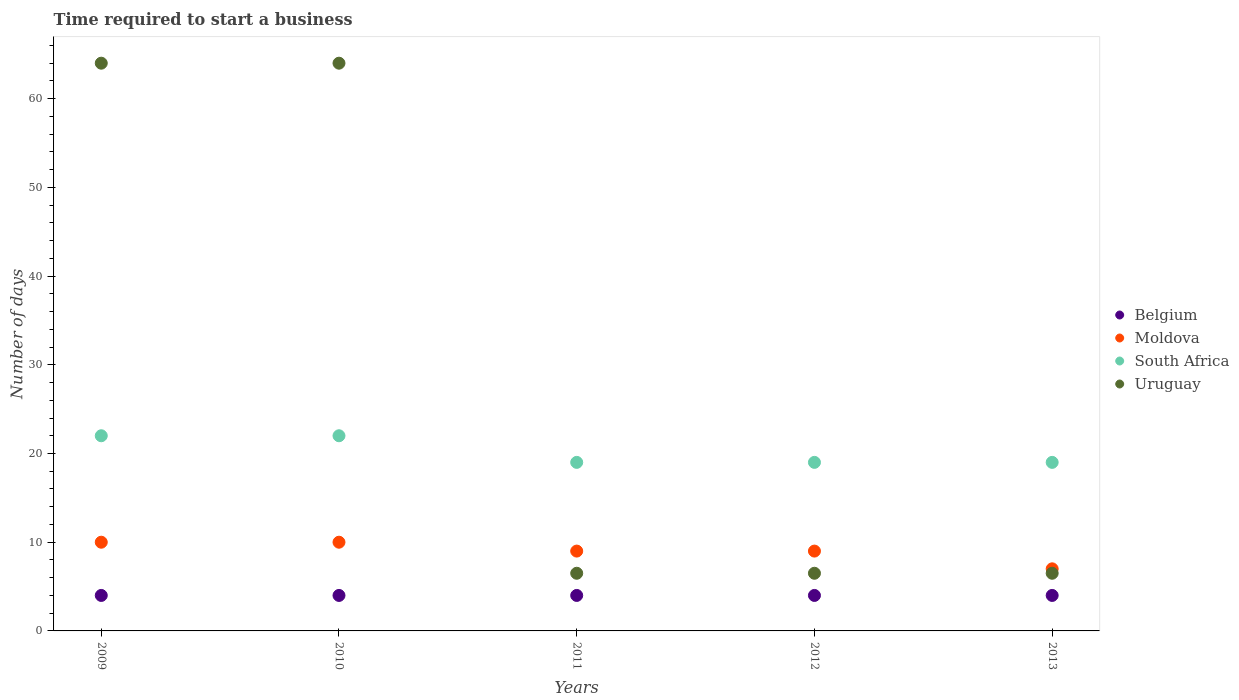 Time required to start a business
Number of days
60
50
40
30
20
10
0
2009
2010
2011
2012
2013
Years
Belgium
Moldova
South Africa
Uruguay